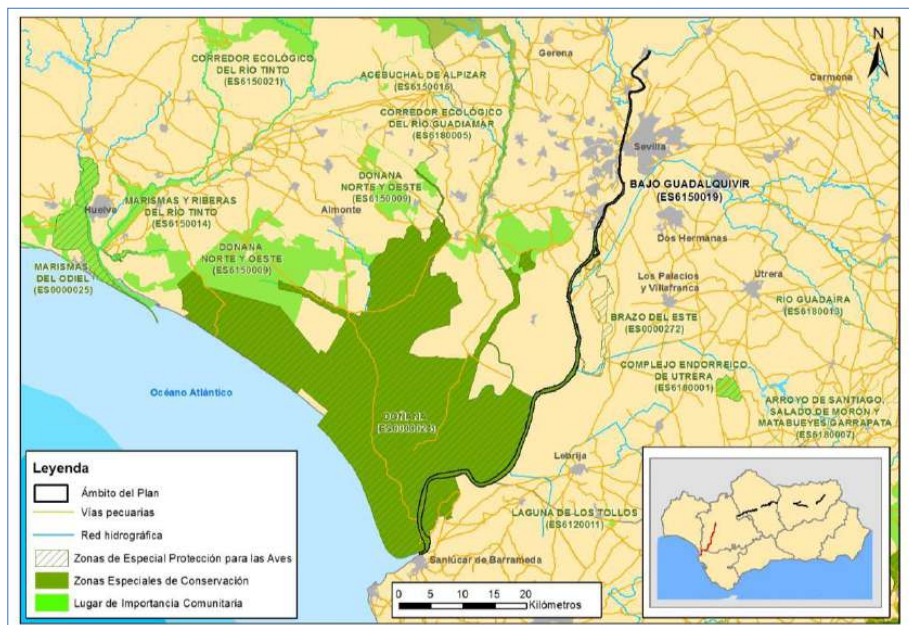 N
CORREDOR ECOLÓGICO
DEL RÍO TINTO
(ES6150021)
Gerena
ACEBUCHAL DE ALPIZAR
(ES6150016)
Carmona
CORREDOR ECOLÓGICO
DEL RÍO GUADIAMAR
(ES6180005)
Sevilla
DOÑANA
NORTE Y OESTE
(ES6150009)
BAJO GUADALQUIVIR
(ES6150019)
Huelva
MARISMAS Y RIBERAS
DEL RÍO TINTO
(ES6150014)
Almonte
Dos Hermanas
DOÑANA
NORTE Y OESTE
(ES6150009)
MARISMAS
DEL ODIEL
(ES0000025)
Los Palacios
y Villafranca
Utrera
RÍO GUADAIRA
(ES6180013)
BRAZO DEL ESTE
(ES0000272)
COMPLEJO ENDORREICO
DE UTRERA
(ES6180001)
Océano Atlántico
ARROYO DE SANTIAGO,
SALADO DE MORÓN Y
MATABUEYES GARRAPATA
(ES6180007)
DOÑANA
(ES0000024)
Lebrija
LAGUNA DE LOS TOLLOS
(ES6120011)
Sanlúcar de Barrameda
Leyenda
Ámbito del Plan
Vías pecuarias
Red hidrográfica
Zonas de Especial Protección para las Aves
Zonas Especiales de Conservación
Lugar de Importancia Comunitaria
0 5 10 15 20
Kilómetros